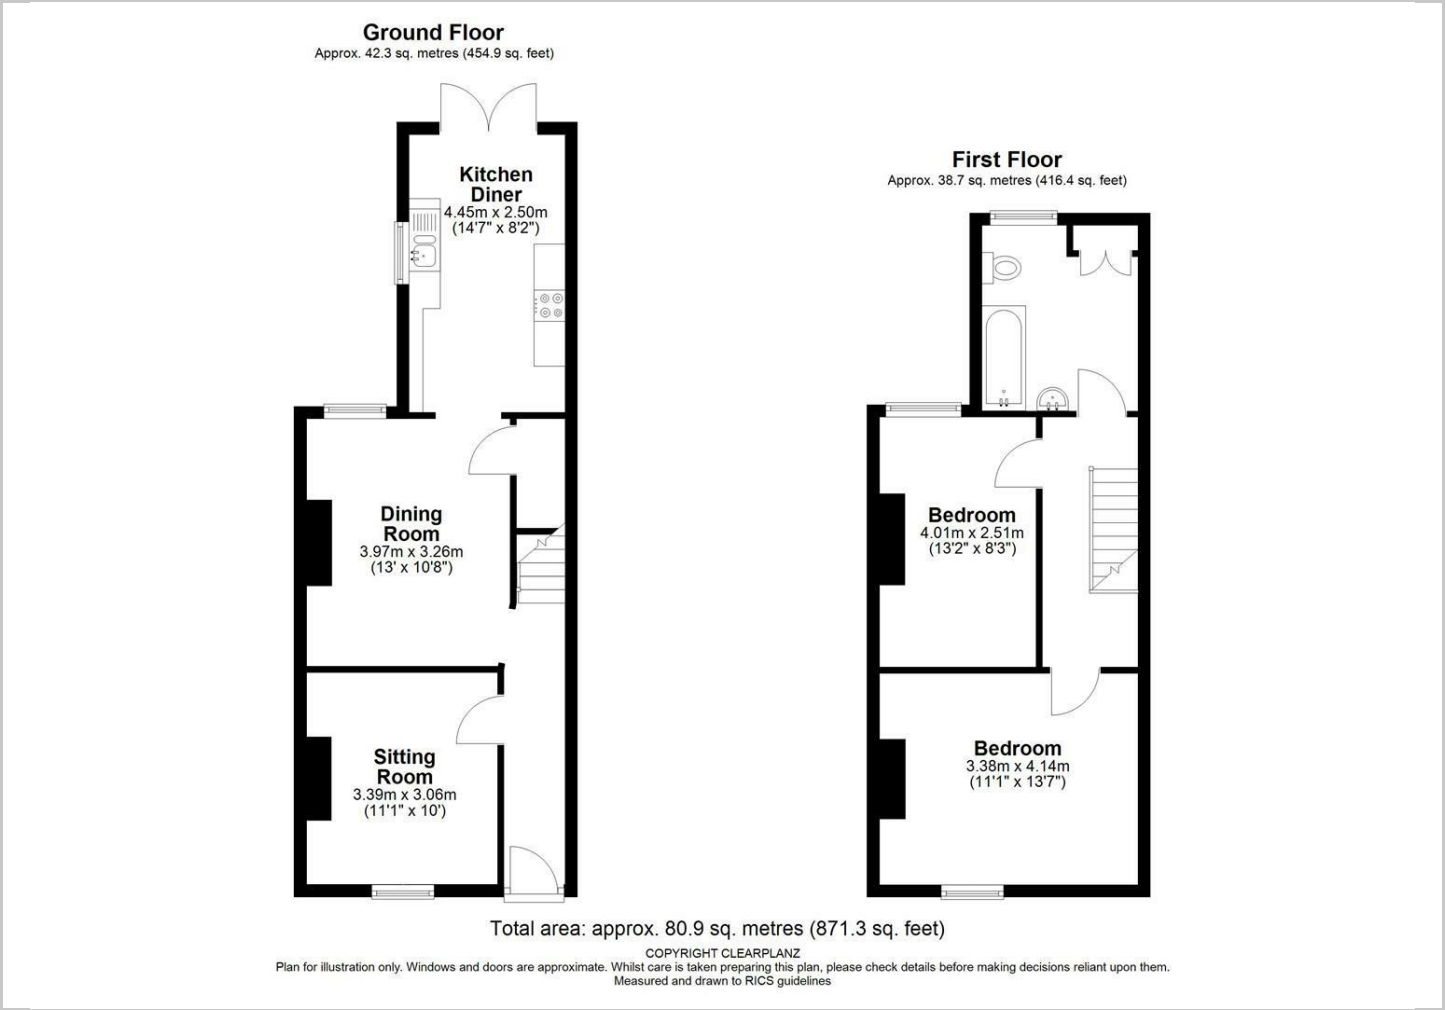 Ground Floor
Approx. 42.3 sq. metres (454.9 sq. feet)
Kitchen
Diner
4.45m x 2.50m
(14'7" x 8'2")
Dining
Room
3.97m x 3.26m
(13' x 10'8")
Sitting
Room
3.39m x 3.06m
(11'1" x 10')
First Floor
Approx. 38.7 sq. metres (416.4 sq. feet)
Bedroom
4.01m x 2.51m
(13'2" x 8'3")
Bedroom
3.38m x 4.14m
(11'1" x 13'7")
Total area: approx. 80.9 sq. metres (871.3 sq. feet)
COPYRIGHT CLEARPLANZ
Plan for illustration only. Windows and doors are approximate. Whilst care is taken preparing this plan, please check details before making decisions reliant upon them.
Measured and drawn to RICS guidelines